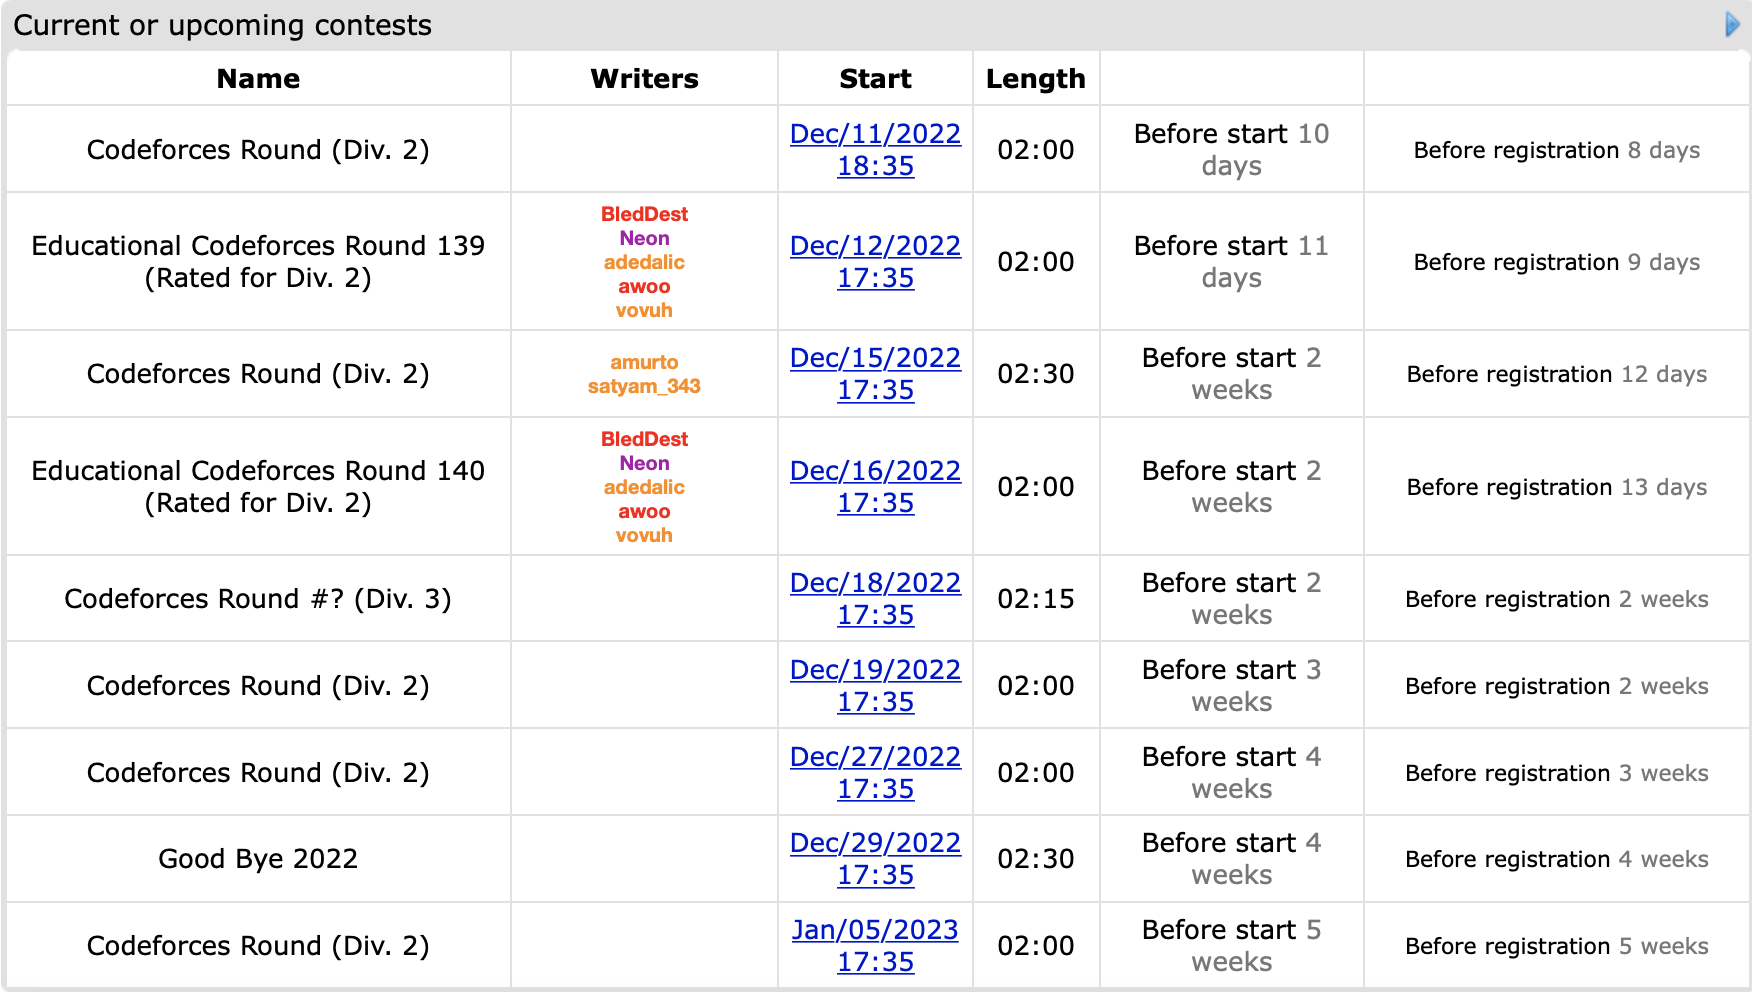 Current or upcoming contests
Name Writers Start Length
Codeforces Round (Div. 2) Dec/11/2022 18:35 02:00 Before start 10 days Before registration 8 days
Educational Codeforces Round 139 (Rated for Div. 2) BledDest Neon adedalic awoo vovuh Dec/12/2022 17:35 02:00 Before start 11 days Before registration 9 days
Codeforces Round (Div. 2) amurto satyam_343 Dec/15/2022 17:35 02:30 Before start 2 weeks Before registration 12 days
Educational Codeforces Round 140 (Rated for Div. 2) BledDest Neon adedalic awoo vovuh Dec/16/2022 17:35 02:00 Before start 2 weeks Before registration 13 days
Codeforces Round #? (Div. 3) Dec/18/2022 17:35 02:15 Before start 2 weeks Before registration 2 weeks
Codeforces Round (Div. 2) Dec/19/2022 17:35 02:00 Before start 3 weeks Before registration 2 weeks
Codeforces Round (Div. 2) Dec/27/2022 17:35 02:00 Before start 4 weeks Before registration 3 weeks
Good Bye 2022 Dec/29/2022 17:35 02:30 Before start 4 weeks Before registration 4 weeks
Codeforces Round (Div. 2) Jan/05/2023 17:35 02:00 Before start 5 weeks Before registration 5 weeks